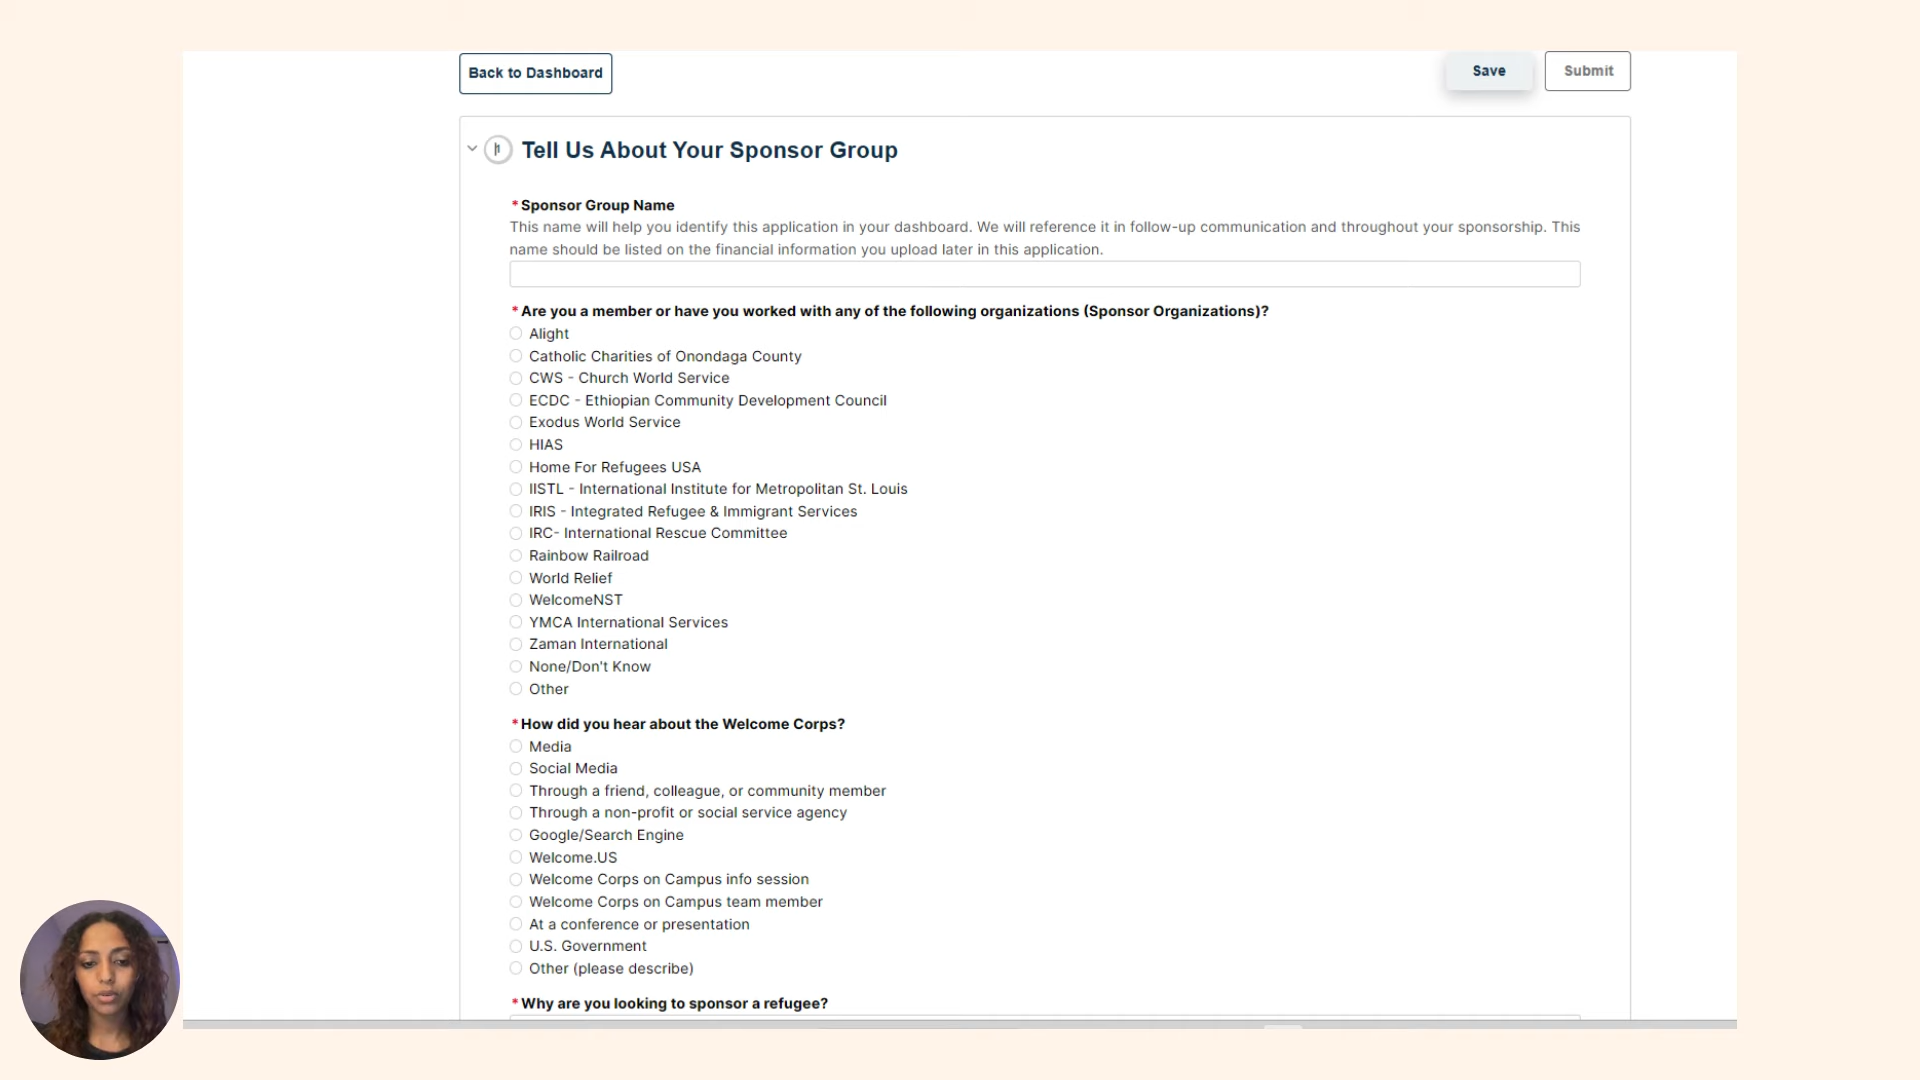 Back to Dashboard
Save
Submit
Tell Us About Your Sponsor Group
*Sponsor Group Name
This name will help you identify this application in your dashboard. We will reference it in follow-up communication and throughout your sponsorship. This
name should be listed on the financial information you upload later in this application.
*Are you a member or have you worked with any of the following organizations (Sponsor Organizations)?
Alight
Catholic Charities of Onondaga County
CWS - Church World Service
ECDC - Ethiopian Community Development Council
Exodus World Service
HIAS
Home For Refugees USA
IISTL - International Institute for Metropolitan St. Louis
IRIS - Integrated Refugee & Immigrant Services
IRC- International Rescue Committee
Rainbow Railroad
World Relief
WelcomeNST
YMCA International Services
Zaman International
None/Don't Know
Other
*How did you hear about the Welcome Corps?
Media
Social Media
Through a friend, colleague, or community member
Through a non-profit or social service agency
Google/Search Engine
Welcome.US
Welcome Corps on Campus info session
Welcome Corps on Campus team member
At a conference or presentation
U.S. Government
Other (please describe)
*Why are you looking to sponsor a refugee?